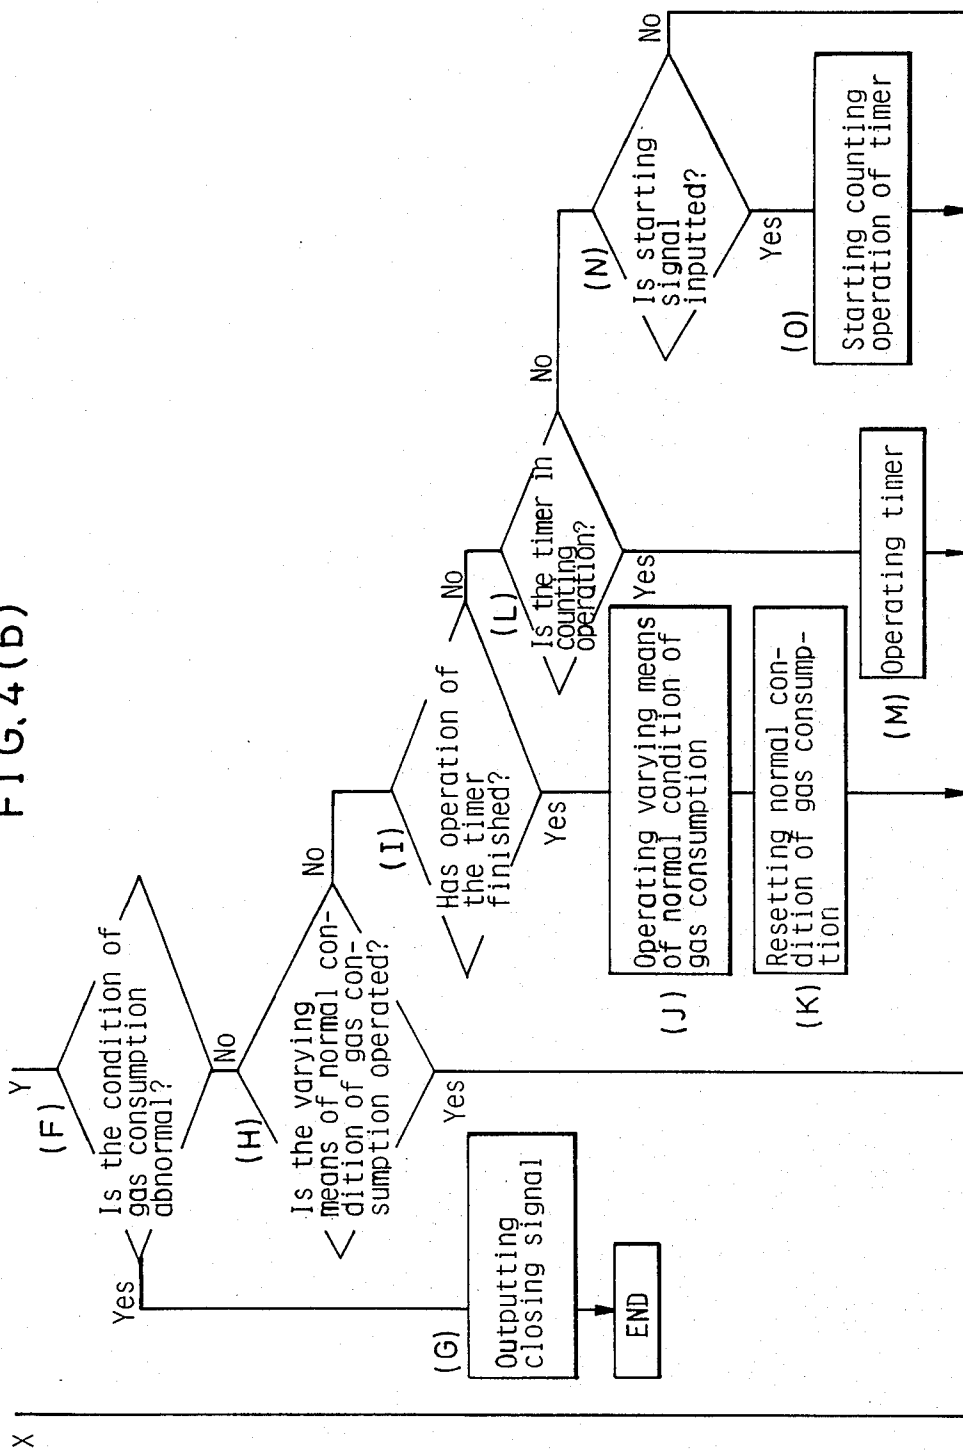 FIG. 4 (b)
X
Y
(F)
Is the condition of
gas consumption
abnormal?
Yes
No
(G)
Outputting
closing signal
END
(H)
Is the varying
means of normal con-
dition of gas con-
sumption operated?
Yes
No
(I)
Has operation of
the timer
finished?
Yes
No
(J)
Operating varying means
of normal condition of
gas consumption
(K)
Resetting normal con-
dition of gas consump-
tion
(L)
Is the timer in
counting
operation?
Yes
No
(M)
Operating timer
(N)
Is starting
signal
inputted?
Yes
No
(O)
Starting counting
operation of timer